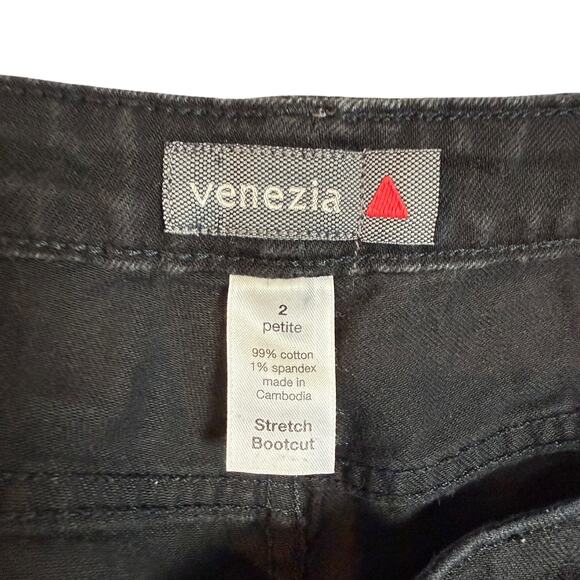 venezia
2
petite
99% cotton
1% spandex
made in
Cambodia
Stretch
Bootcut